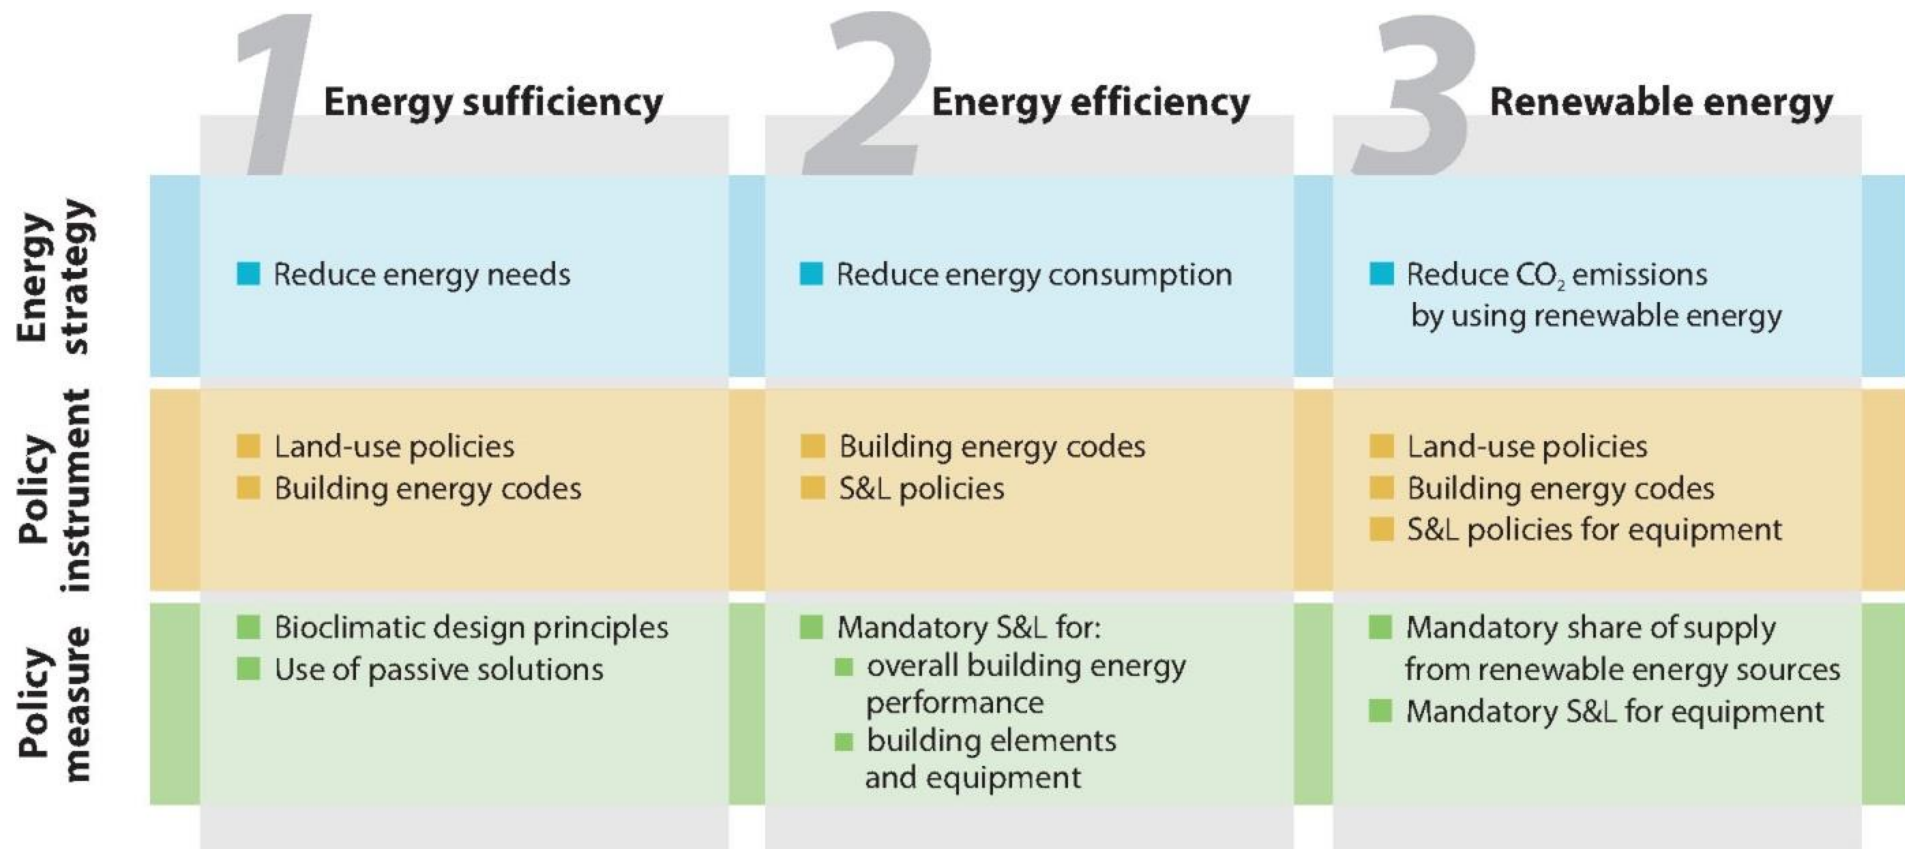 1 Energy sufficiency
2 Energy efficiency
3 Renewable energy
Energy
strategy
Reduce energy needs
Reduce energy consumption
Reduce CO₂ emissions
by using renewable energy
Policy
instrument
Land-use policies
Building energy codes
Building energy codes
S&L policies
Land-use policies
Building energy codes
S&L policies for equipment
Policy
measure
Bioclimatic design principles
Use of passive solutions
Mandatory S&L for:
overall building energy
performance
building elements
and equipment
Mandatory share of supply
from renewable energy sources
Mandatory S&L for equipment